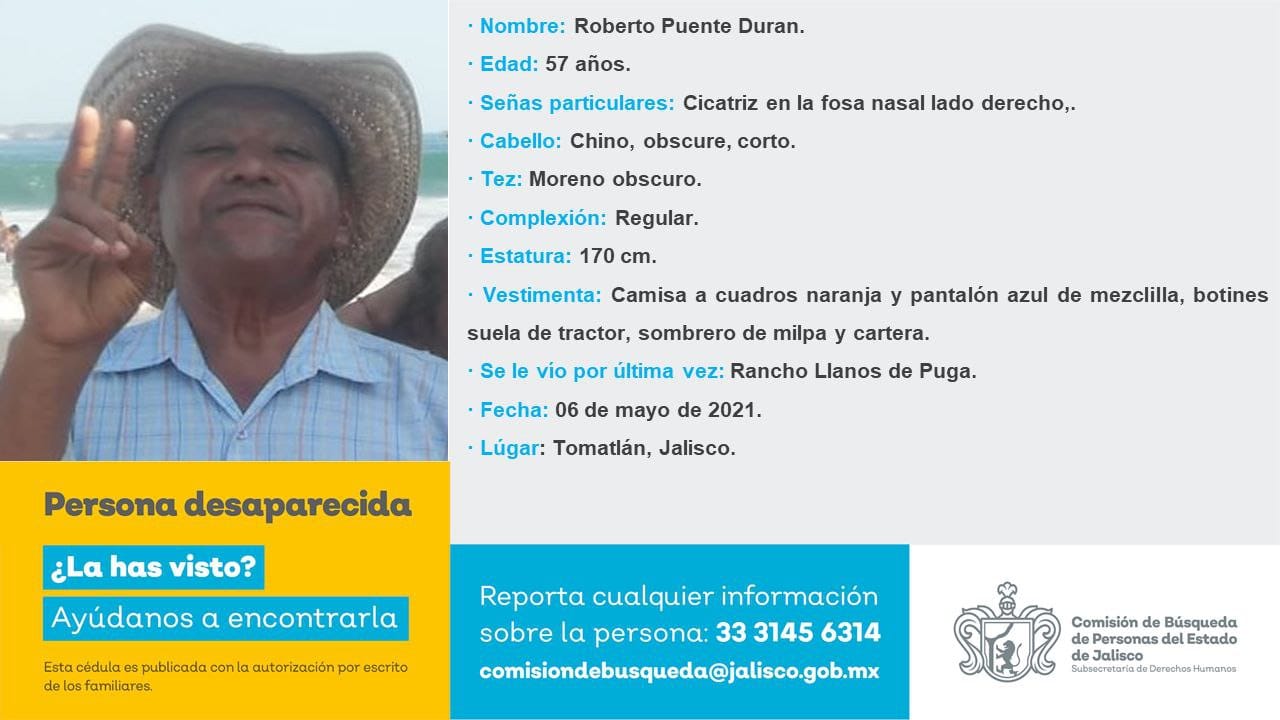 · Nombre: Roberto Puente Duran.
· Edad: 57 años.
· Señas particulares: Cicatriz en la fosa nasal lado derecho,.
· Cabello: Chino, obscure, corto.
· Tez: Moreno obscuro.
· Complexión: Regular.
· Estatura: 170 cm.
· Vestimenta: Camisa a cuadros naranja y pantalón azul de mezclilla, botines
suela de tractor, sombrero de milpa y cartera.
· Se le vío por última vez: Rancho Llanos de Puga.
· Fecha: 06 de mayo de 2021.
· Lúgar: Tomatlán, Jalisco.
Persona desaparecida
¿La has visto?
Ayúdanos a encontrarla
Esta cédula es publicada con la autorización por escrito
de los familiares.
Reporta cualquier información
sobre la persona: 33 3145 6314
comisiondebusqueda@jalisco.gob.mx
Comisión de Búsqueda
de Personas del Estado
de Jalisco
Subsecretaría de Derechos Humanos